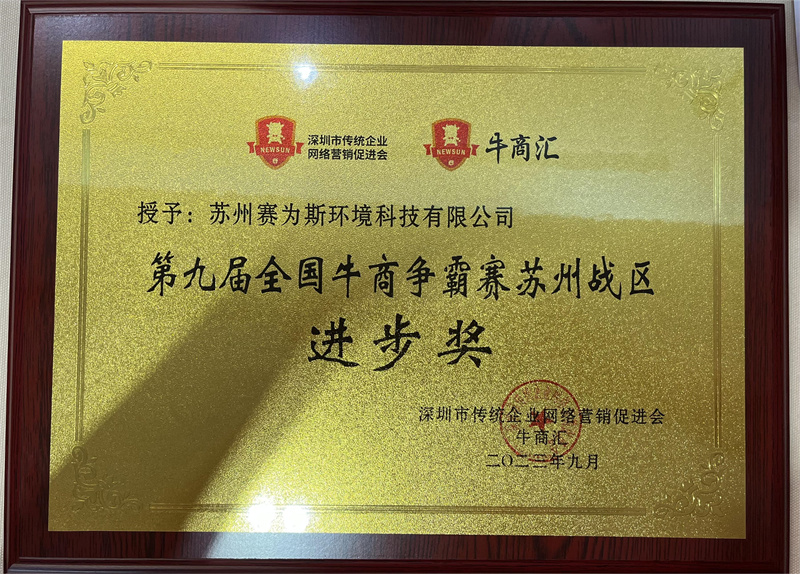 NEWSUN
深圳市传统企业
网络营销促进会
NEWSUN
牛商汇
授予：苏州赛为斯环境科技有限公司
第九届全国牛商争霸赛苏州战区
进步奖
深圳市传统企业网络营销促进会
牛商汇
二〇二三年九月